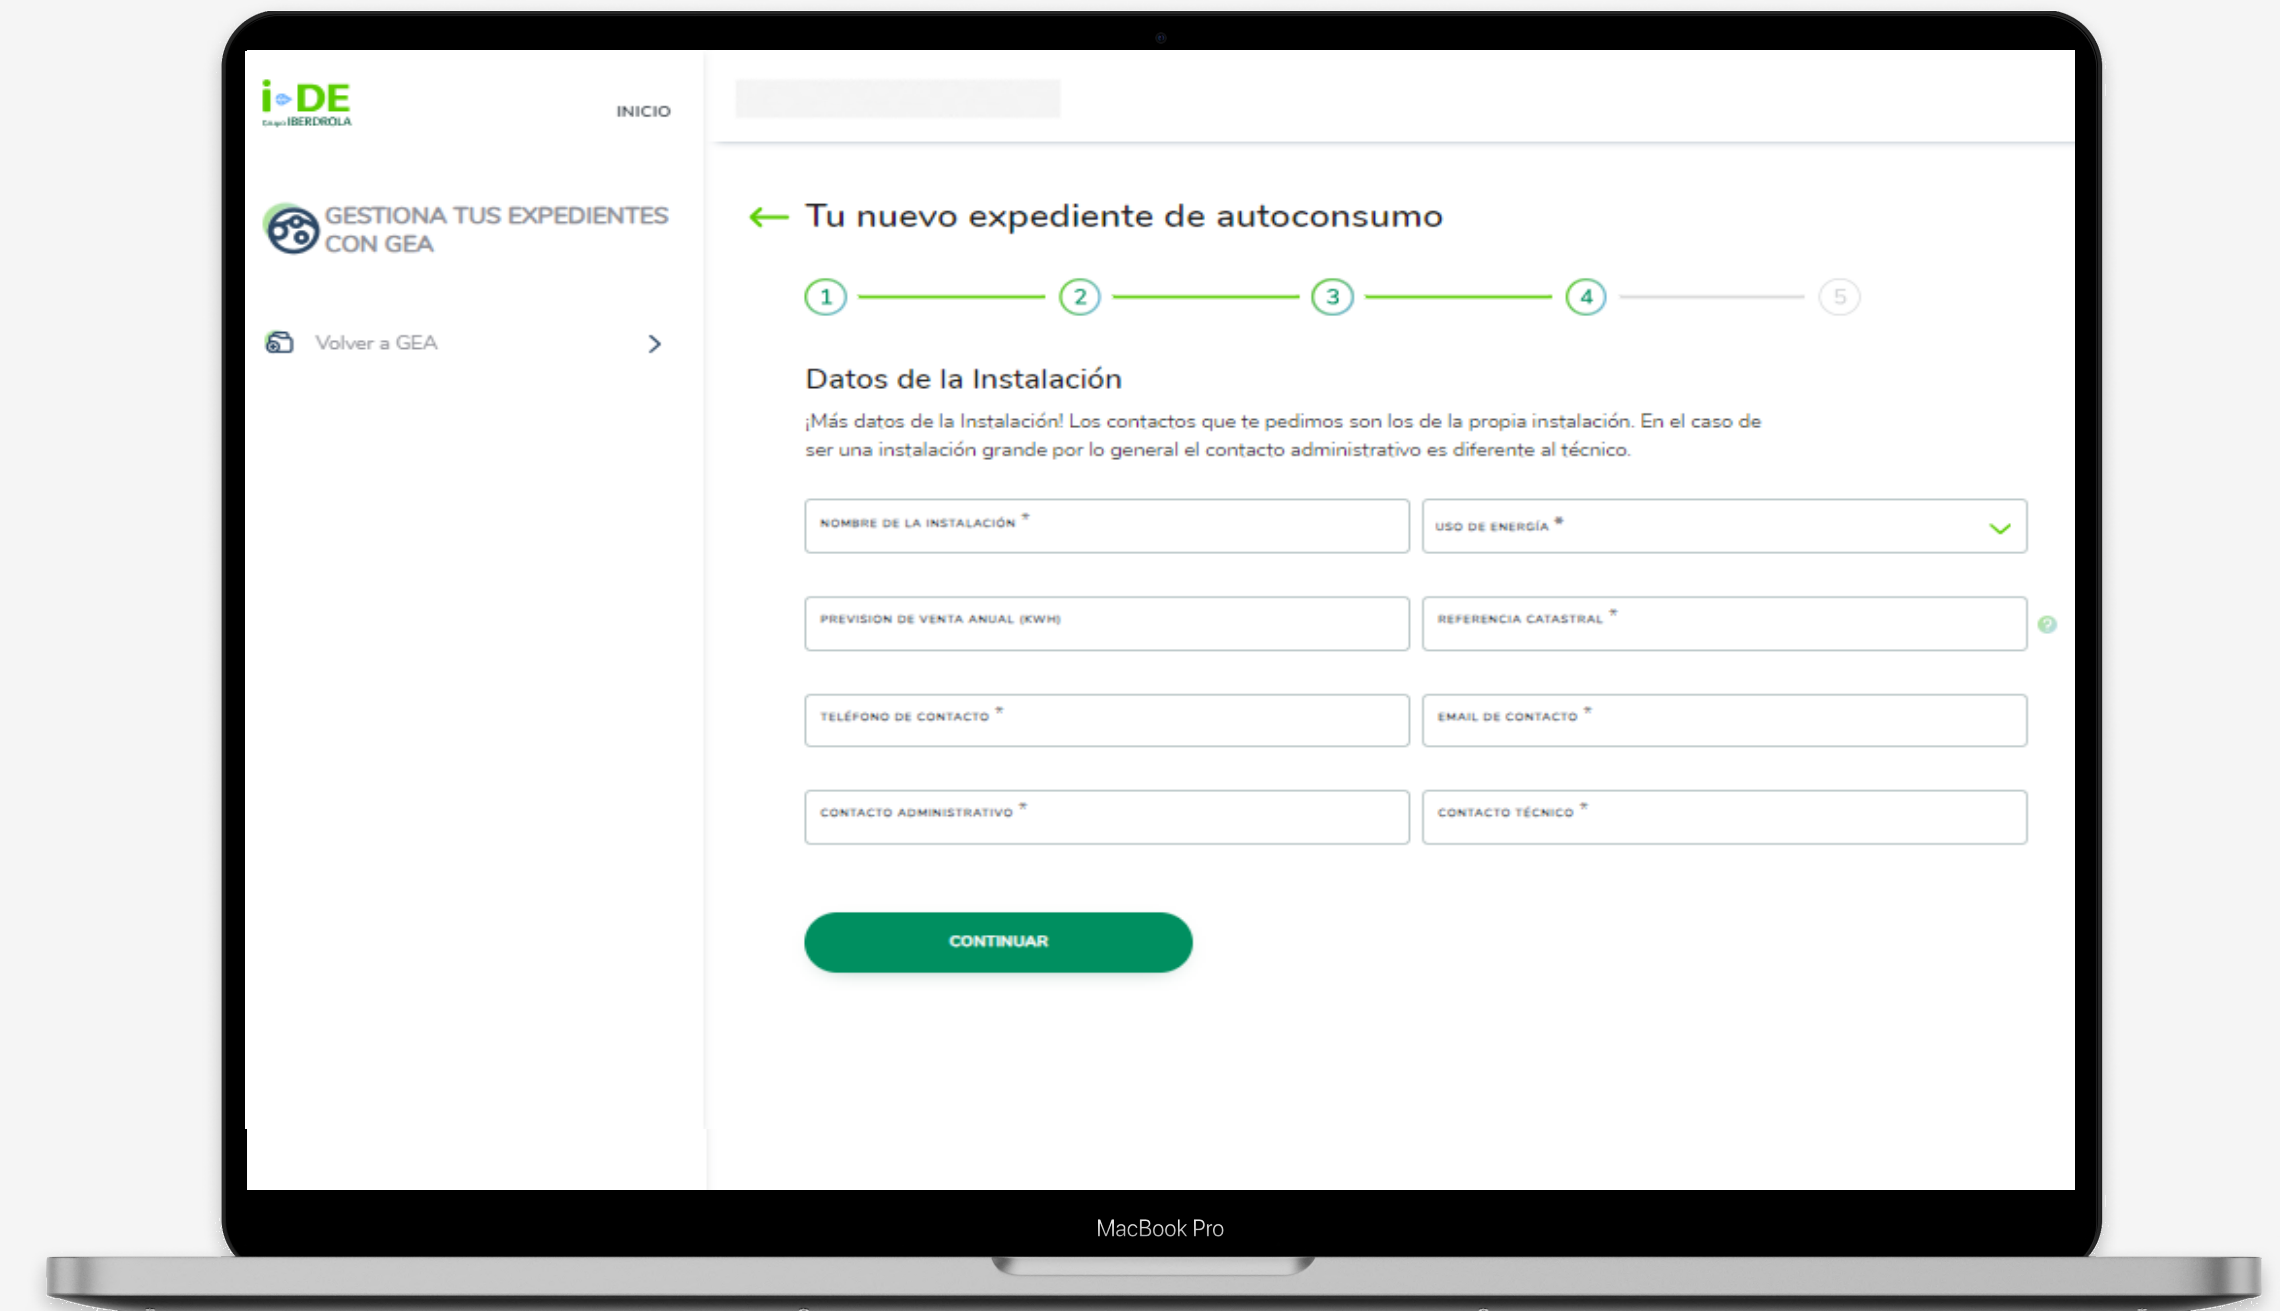 i DE
Grupo IBERDROLA
INICIO
GESTIONA TUS EXPEDIENTES
CON GEA
Volver a GEA
Tu nuevo expediente de autoconsumo
1 2 3 4 5
Datos de la Instalación
¡Más datos de la Instalación! Los contactos que te pedimos son los de la propia instalación. En el caso de
ser una instalación grande por lo general el contacto administrativo es diferente al técnico.
NOMBRE DE LA INSTALACIÓN *
USO DE ENERGÍA *
PREVISION DE VENTA ANUAL (KWH)
REFERENCIA CATASTRAL *
?
TELÉFONO DE CONTACTO *
EMAIL DE CONTACTO *
CONTACTO ADMINISTRATIVO *
CONTACTO TÉCNICO *
CONTINUAR
MacBook Pro